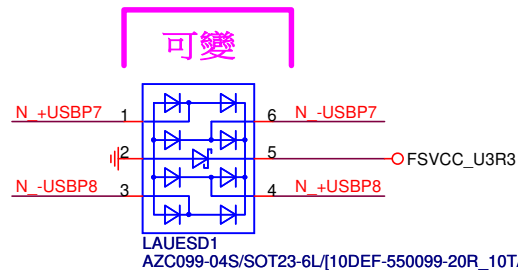 可變
N_+USBP7 1 6 N_-USBP7
2 5 FSVCC_U3R3
N_-USBP8 3 4 N_+USBP8
LAUESD1
AZC099-04S/SOT23-6L/[10DEF-550099-20R_10T